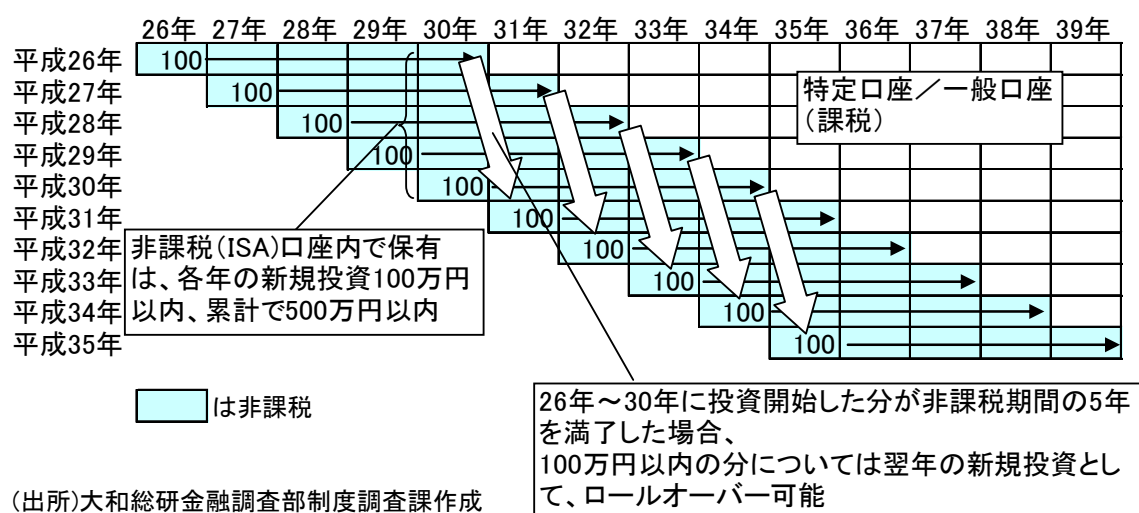 26年 27年 28年 29年 30年 31年 32年 33年 34年 35年 36年 37年 38年 39年
平成26年 100
平成27年 100
平成28年 100
平成29年 100
平成30年 100
平成31年 100
平成32年 100
平成33年 100
平成34年 100
平成35年 100
特定口座／一般口座
(課税)
非課税(ISA)口座内で保有
は、各年の新規投資100万円
以内、累計で500万円以内
は非課税
26年～30年に投資開始した分が非課税期間の5年
を満了した場合、
100万円以内の分については翌年の新規投資とし
て、ロールオーバー可能
(出所)大和総研金融調査部制度調査課作成